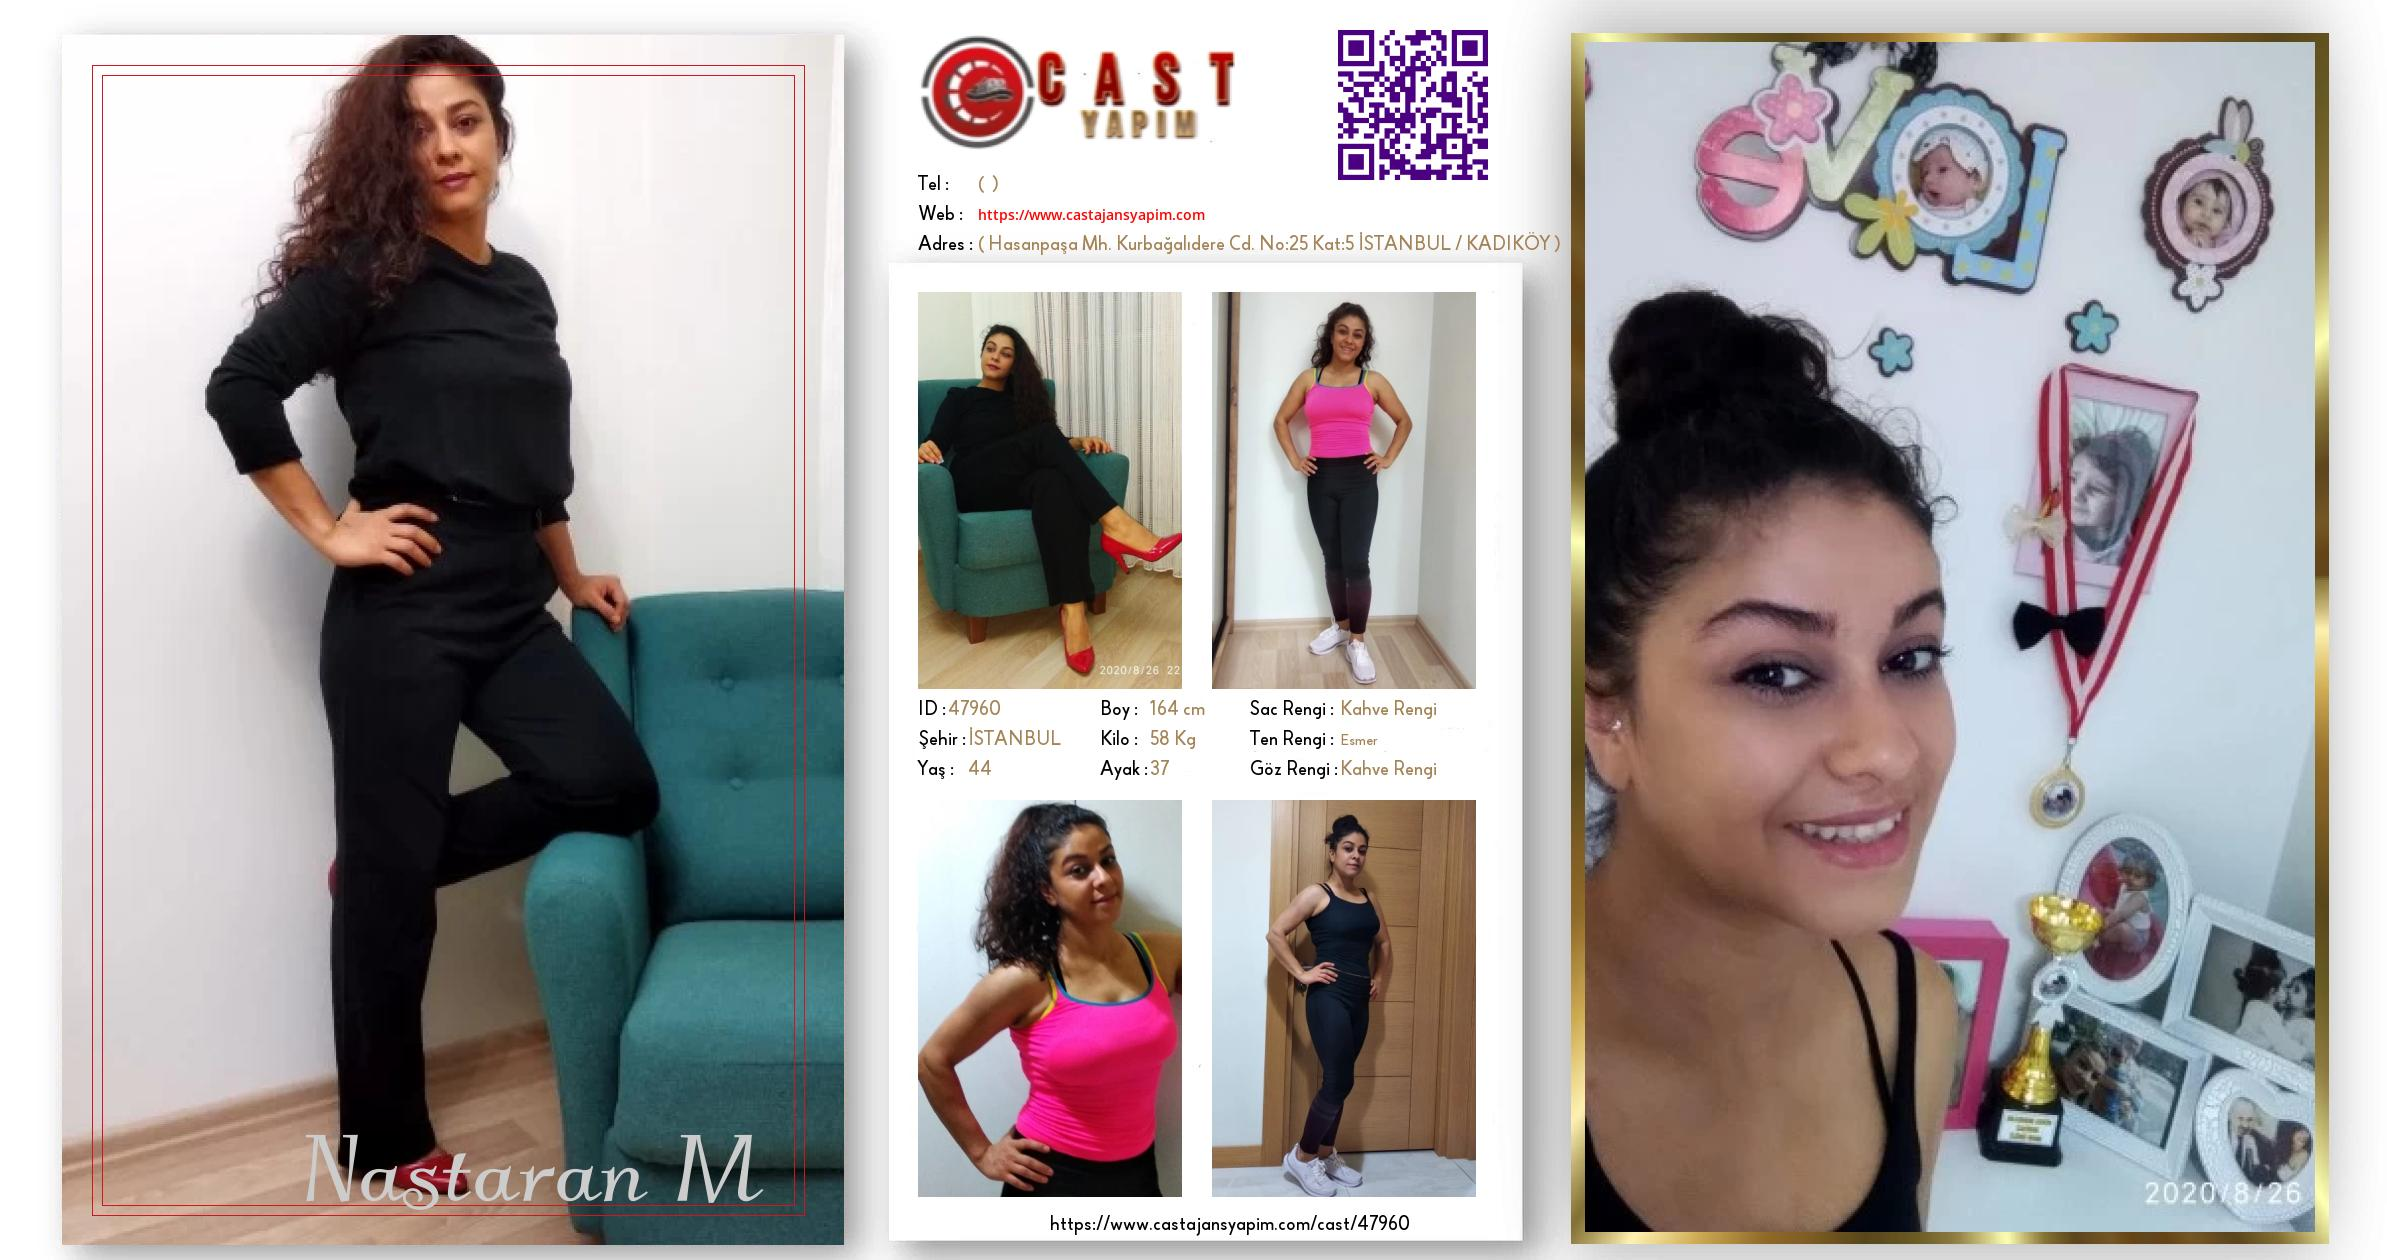 Nastaran M
CAST
YAPIM
Tel : ( )
Web : https://www.castajansyapim.com
Adres : ( Hasanpaşa Mh. Kurbağalıdere Cd. No:25 Kat:5 İSTANBUL / KADIKÖY )
2020/8/26 22
ID : 47960 Boy : 164 cm Sac Rengi : Kahve Rengi
Şehir : İSTANBUL Kilo : 58 Kg Ten Rengi : Esmer
Yaş : 44 Ayak : 37 Göz Rengi : Kahve Rengi
https://www.castajansyapim.com/cast/47960
LOVE
2020/8/26